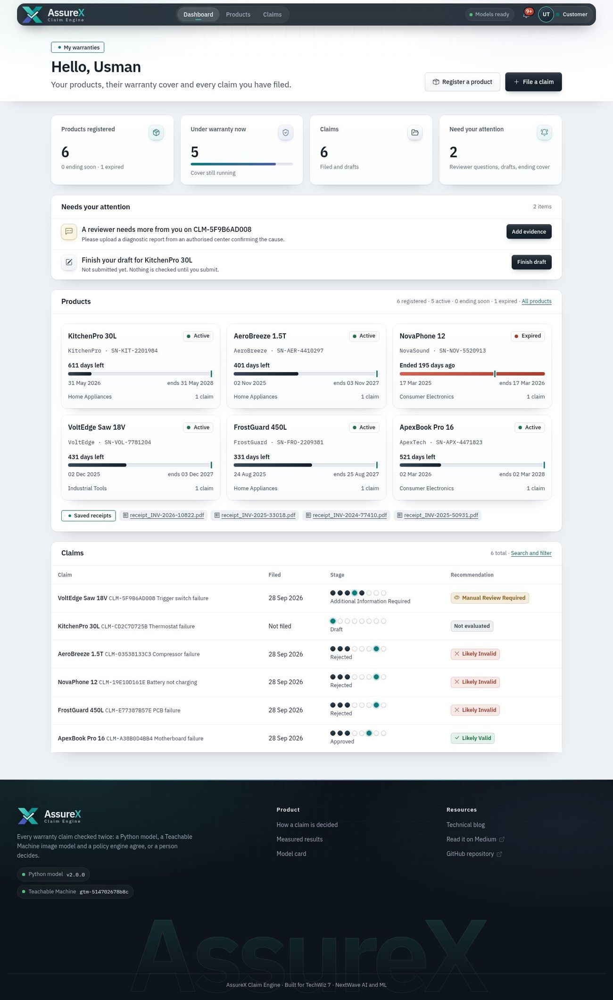 AssureX
Claim Engine
Dashboard
Products
Claims
Models ready
9+
UT
Customer
My warranties
Hello, Usman
Your products, their warranty cover and every claim you have filed.
Register a product
File a claim
Products registered
6
0 ending soon · 1 expired
Under warranty now
5
Cover still running
Claims
6
Filed and drafts
Need your attention
2
Reviewer questions, drafts, ending cover
Needs your attention
2 items
A reviewer needs more from you on CLM-5F9B6AD008
Please upload a diagnostic report from an authorised center confirming the cause.
Add evidence
Finish your draft for KitchenPro 30L
Not submitted yet. Nothing is checked until you submit.
Finish draft
Products
6 registered · 5 active · 0 ending soon · 1 expired · All products
KitchenPro 30L
Active
KitchenPro · SN-KIT-2201984
611 days left
31 May 2026
ends 31 May 2028
Home Appliances
1 claim
AeroBreeze 1.5T
Active
AeroBreeze · SN-AER-4410297
401 days left
02 Nov 2025
ends 03 Nov 2027
Home Appliances
1 claim
NovaPhone 12
Expired
NovaSound · SN-NOV-5520913
Ended 195 days ago
17 Mar 2025
ends 17 Mar 2026
Consumer Electronics
1 claim
VoltEdge Saw 18V
Active
VoltEdge · SN-VOL-7781204
431 days left
02 Dec 2025
ends 03 Dec 2027
Industrial Tools
1 claim
FrostGuard 450L
Active
FrostGuard · SN-FRO-2209381
331 days left
24 Aug 2025
ends 25 Aug 2027
Home Appliances
1 claim
ApexBook Pro 16
Active
ApexTech · SN-APX-4471823
521 days left
02 Mar 2026
ends 02 Mar 2028
Consumer Electronics
1 claim
Saved receipts
receipt_INV-2026-10822.pdf
receipt_INV-2025-33018.pdf
receipt_INV-2024-77410.pdf
receipt_INV-2025-50931.pdf
Claims
6 total · Search and filter
Claim
Filed
Stage
Recommendation
VoltEdge Saw 18V CLM-5F9B6AD008 Trigger switch failure
28 Sep 2026
Additional Information Required
Manual Review Required
KitchenPro 30L CLM-CD2C7D725B Thermostat failure
Not filed
Draft
Not evaluated
AeroBreeze 1.5T CLM-03538133C3 Compressor failure
28 Sep 2026
Rejected
Likely Invalid
NovaPhone 12 CLM-19E10D161E Battery not charging
28 Sep 2026
Rejected
Likely Invalid
FrostGuard 450L CLM-E77387B57E PCB failure
28 Sep 2026
Rejected
Likely Invalid
ApexBook Pro 16 CLM-A38B0D4BB4 Motherboard failure
28 Sep 2026
Approved
Likely Valid
AssureX
Claim Engine
Every warranty claim checked twice: a Python model, a Teachable
Machine image model and a policy engine agree, or a person
decides.
Python model v2.0.0
Teachable Machine gtm-514702678b8c
Product
How a claim is decided
Measured results
Model card
Resources
Technical blog
Read it on Medium
GitHub repository
AssureX
AssureX Claim Engine · Built for TechWiz 7 · NextWave AI and ML